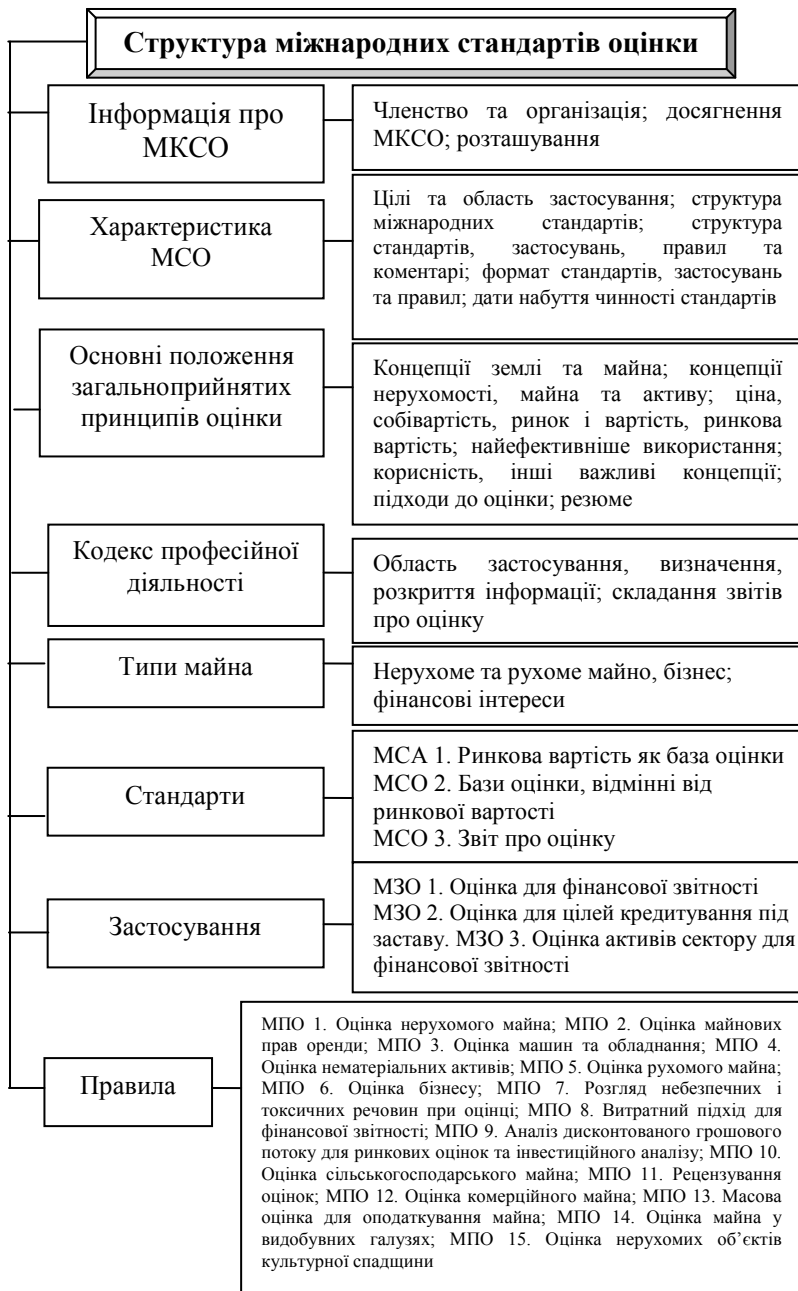 Структура міжнародних стандартів оцінки
Інформація про
МКСО
Членство та організація; досягнення
МКСО; розташування
Характеристика
МСО
Цілі та область застосування; структура
міжнародних стандартів; структура
стандартів, застосувань, правил та
коментарі; формат стандартів, застосувань
та правил; дати набуття чинності стандартів
Основні положення
загальноприйнятих
принципів оцінки
Концепції землі та майна; концепції
нерухомості, майна та активу; ціна,
собівартість, ринок і вартість, ринкова
вартість; найефективніше використання;
корисність, інші важливі концепції;
підходи до оцінки; резюме
Кодекс професійної
діяльності
Область застосування, визначення,
розкриття інформації; складання звітів
про оцінку
Типи майна
Нерухоме та рухоме майно, бізнес;
фінансові інтереси
Стандарти
МСА 1. Ринкова вартість як база оцінки
МСО 2. Бази оцінки, відмінні від
ринкової вартості
МСО 3. Звіт про оцінку
Застосування
МЗО 1. Оцінка для фінансової звітності
МЗО 2. Оцінка для цілей кредитування під
заставу. МЗО 3. Оцінка активів сектору для
фінансової звітності
Правила
МПО 1. Оцінка нерухомого майна; МПО 2. Оцінка майнових
прав оренди; МПО 3. Оцінка машин та обладнання; МПО 4.
Оцінка нематеріальних активів; МПО 5. Оцінка рухомого майна;
МПО 6. Оцінка бізнесу; МПО 7. Розгляд небезпечних і
токсичних речовин при оцінці; МПО 8. Витратний підхід для
фінансової звітності; МПО 9. Аналіз дисконтованого грошового
потоку для ринкових оцінок та інвестиційного аналізу; МПО 10.
Оцінка сільськогосподарського майна; МПО 11. Рецензування
оцінок; МПО 12. Оцінка комерційного майна; МПО 13. Масова
оцінка для оподаткування майна; МПО 14. Оцінка майна у
видобувних галузях; МПО 15. Оцінка нерухомих об’єктів
культурної спадщини